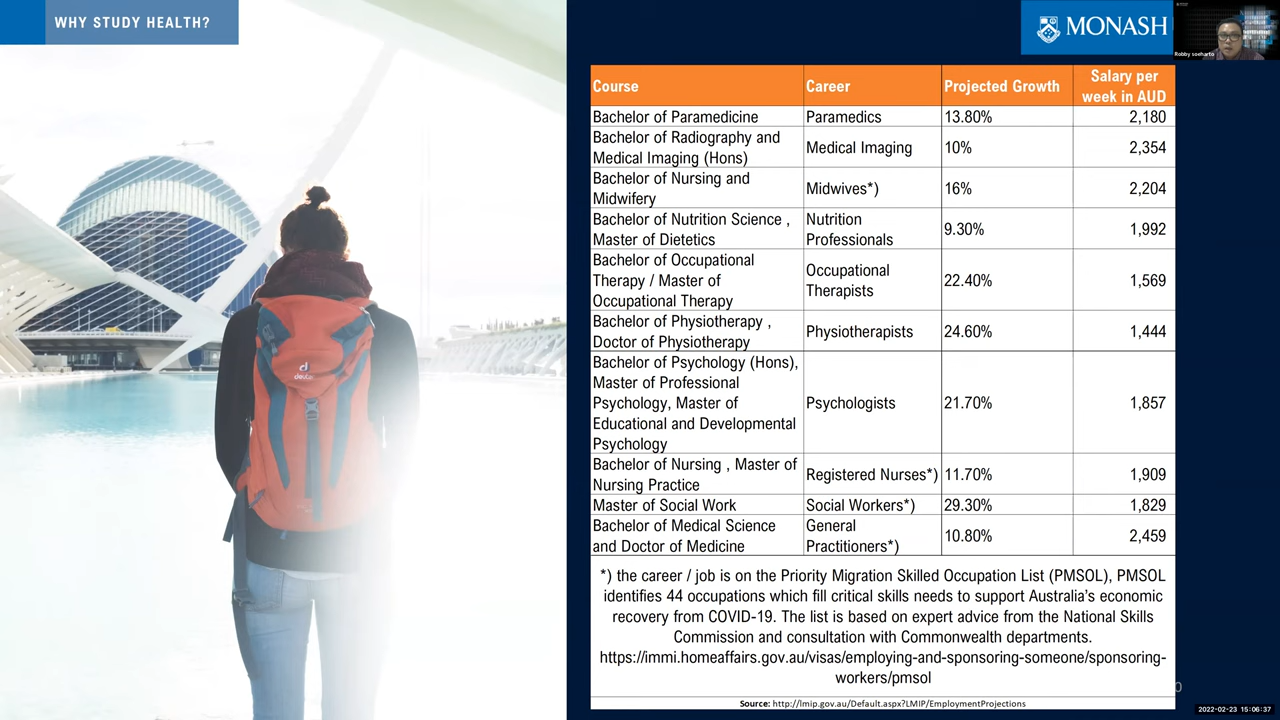 WHY STUDY HEALTH?
MONASH
Robby soeharto
Course Career Projected Growth Salary per week in AUD
Bachelor of Paramedicine Paramedics 13.80% 2,180
Bachelor of Radiography and
Medical Imaging (Hons) Medical Imaging 10% 2,354
Bachelor of Nursing and
Midwifery Midwives*) 16% 2,204
Bachelor of Nutrition Science ,
Master of Dietetics Nutrition
Professionals 9.30% 1,992
Bachelor of Occupational
Therapy / Master of
Occupational Therapy Occupational
Therapists 22.40% 1,569
Bachelor of Physiotherapy ,
Doctor of Physiotherapy Physiotherapists 24.60% 1,444
Bachelor of Psychology (Hons),
Master of Professional
Psychology, Master of
Educational and Developmental
Psychology Psychologists 21.70% 1,857
Bachelor of Nursing , Master of
Nursing Practice Registered Nurses*) 11.70% 1,909
Master of Social Work Social Workers*) 29.30% 1,829
Bachelor of Medical Science
and Doctor of Medicine General
Practitioners*) 10.80% 2,459
*) the career / job is on the Priority Migration Skilled Occupation List (PMSOL), PMSOL
identifies 44 occupations which fill critical skills needs to support Australia's economic
recovery from COVID-19. The list is based on expert advice from the National Skills
Commission and consultation with Commonwealth departments.
https://immi.homeaffairs.gov.au/visas/employing-and-sponsoring-someone/sponsoring-
workers/pmsol
Source: http://lmip.gov.au/Default.aspx?LMIP/EmploymentProjections
0
2022-02-23 15:06:37
deuter